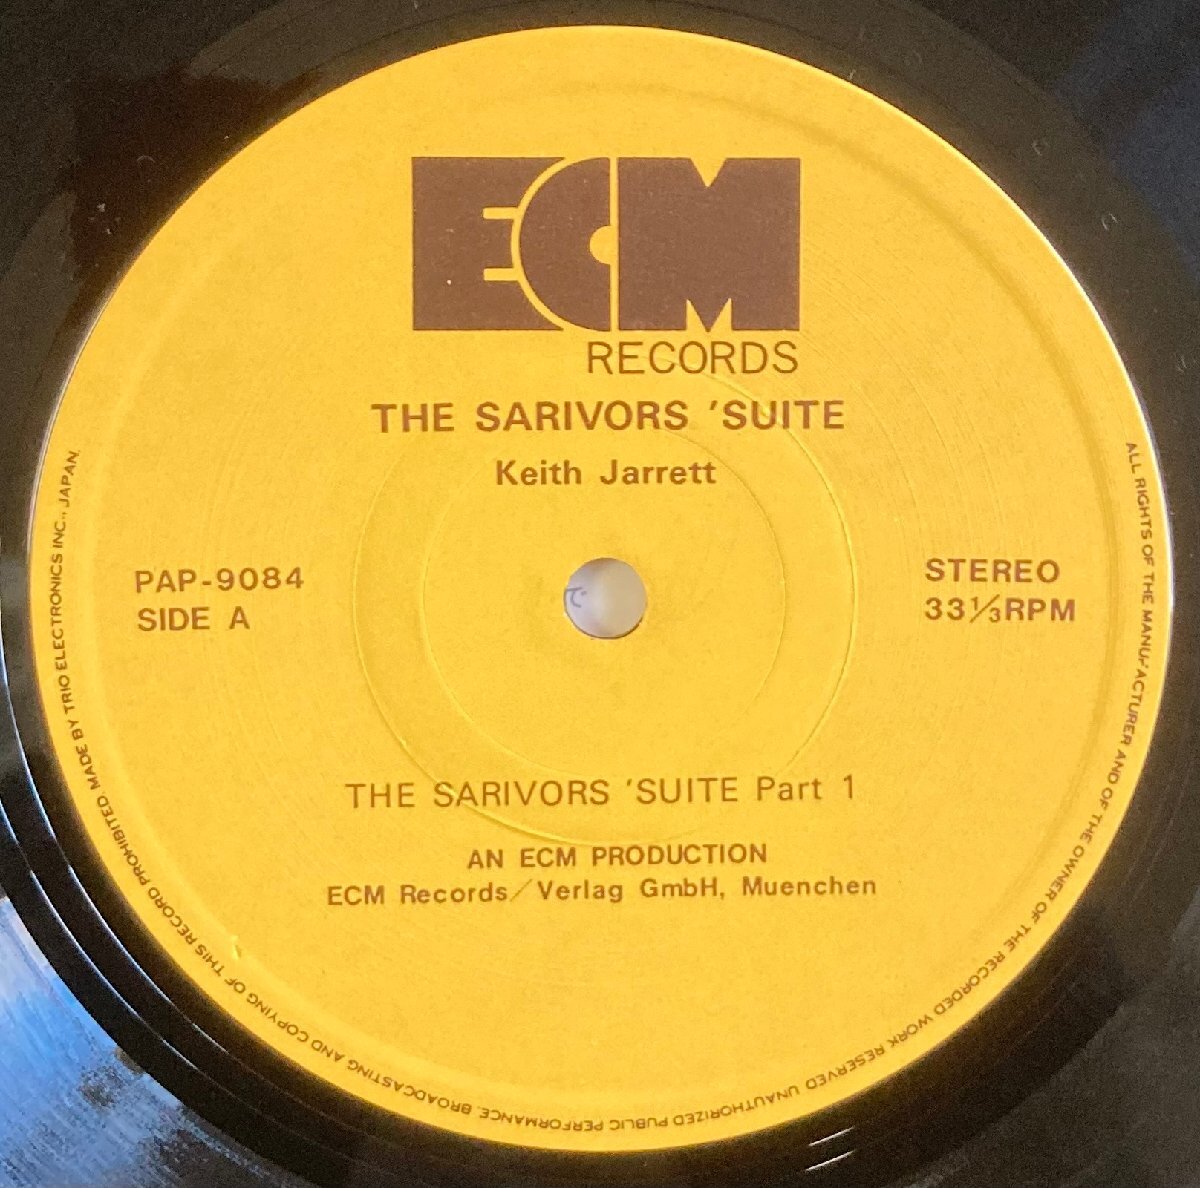 ECM
RECORDS
THE SARIVORS 'SUITE
Keith Jarrett
PAP-9084
SIDE A
STEREO
33⅓RPM
THE SARIVORS 'SUITE Part 1
AN ECM PRODUCTION
ECM Records/Verlag GmbH, Muenchen
ALL RIGHTS OF THE MANUFACTURER AND OF THE OWNER OF THE RECORDED WORK RESERVED UNAUTHORIZED PUBLIC PERFORMANCE, BROADCASTING AND COPYING OF THIS RECORD PROHIBITED. MADE BY TRIO ELECTRONICS INC., JAPAN.